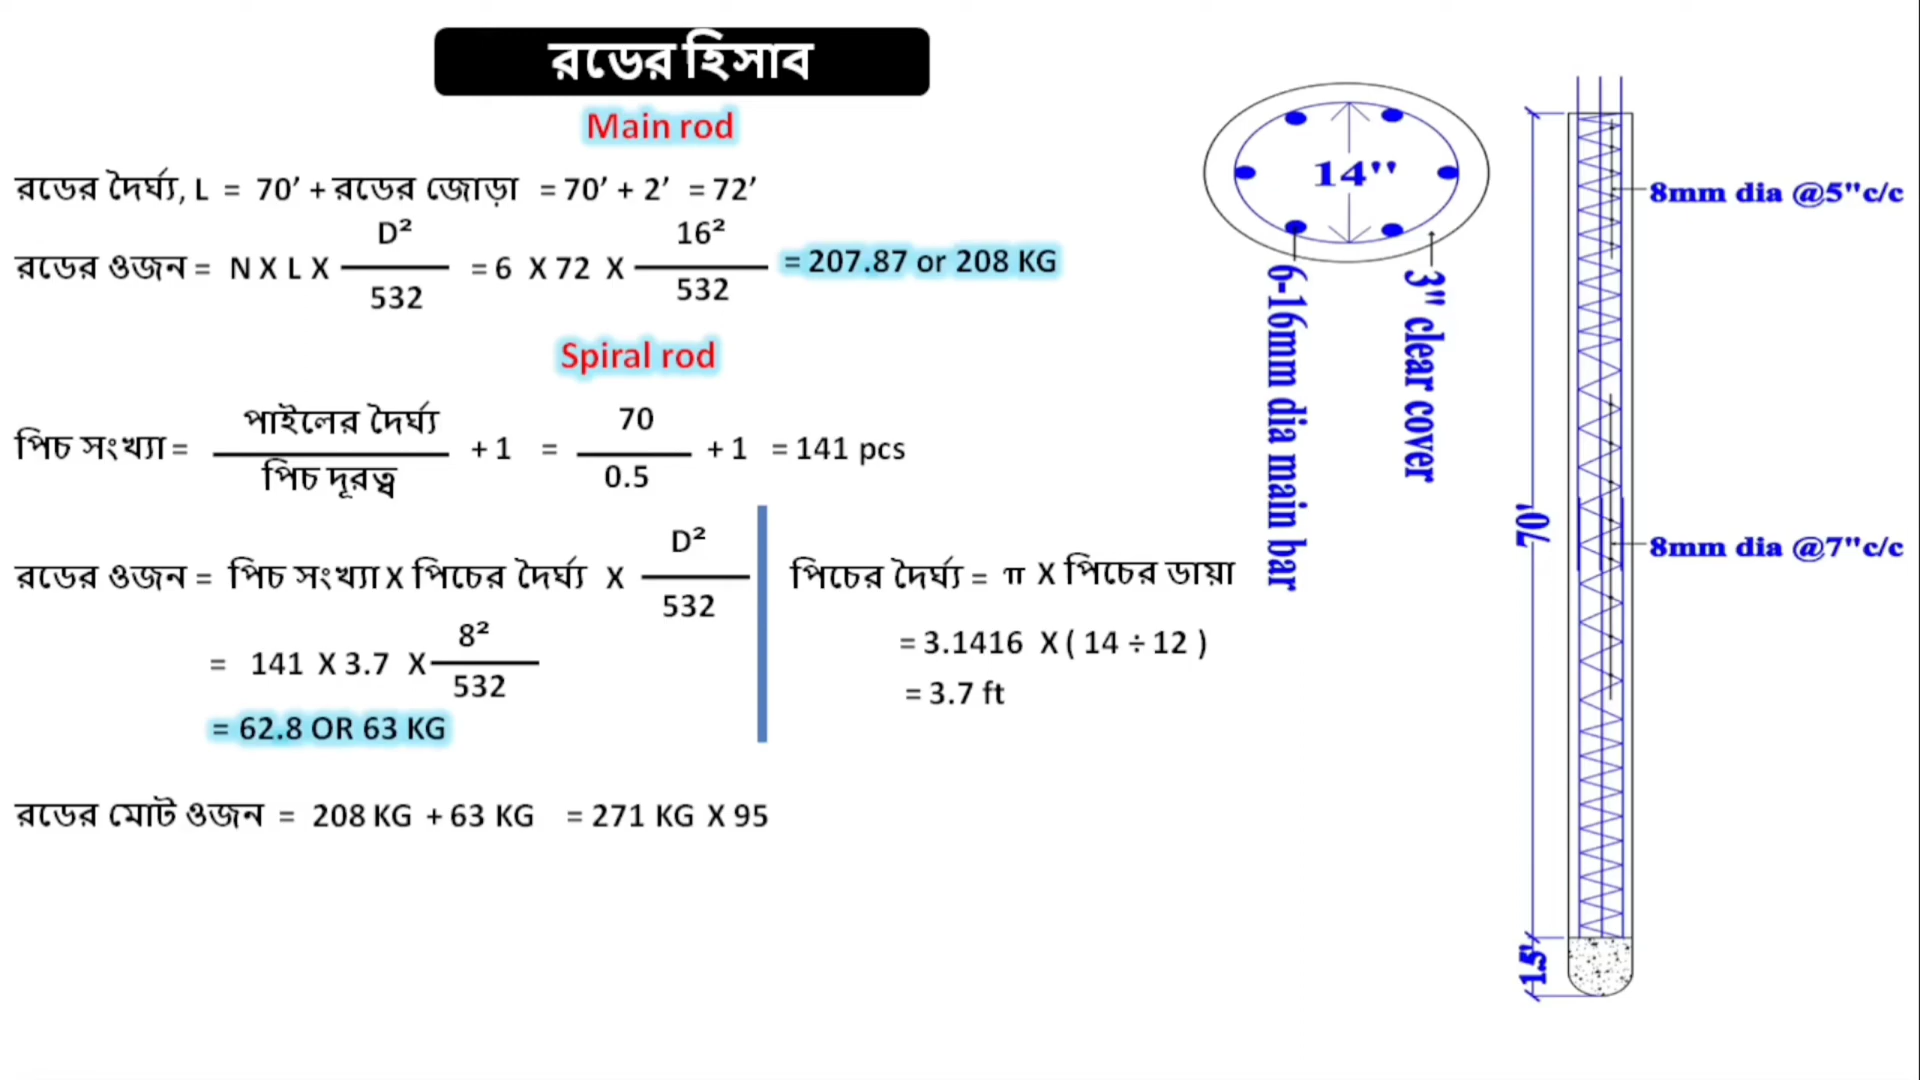 রডের হিসাব
Main rod
রডের দৈর্ঘ্য, L = 70’ + রডের জোড়া = 70’ + 2’ = 72’
রডের ওজন = N X L X D² / 532 = 6 X 72 X 16² / 532 = 207.87 or 208 KG
Spiral rod
পিচ সংখ্যা = পাইলের দৈর্ঘ্য / পিচ দূরত্ব + 1 = 70 / 0.5 + 1 = 141 pcs
রডের ওজন = পিচ সংখ্যা X পিচের দৈর্ঘ্য X D² / 532
= 141 X 3.7 X 8² / 532
= 62.8 OR 63 KG
পিচের দৈর্ঘ্য = π X পিচের ডায়া
= 3.1416 X ( 14 ÷ 12 )
= 3.7 ft
রডের মোট ওজন = 208 KG + 63 KG = 271 KG X 95
14''
6-16mm dia main bar
3" clear cover
8mm dia @5"c/c
70'
8mm dia @7"c/c
1.5'